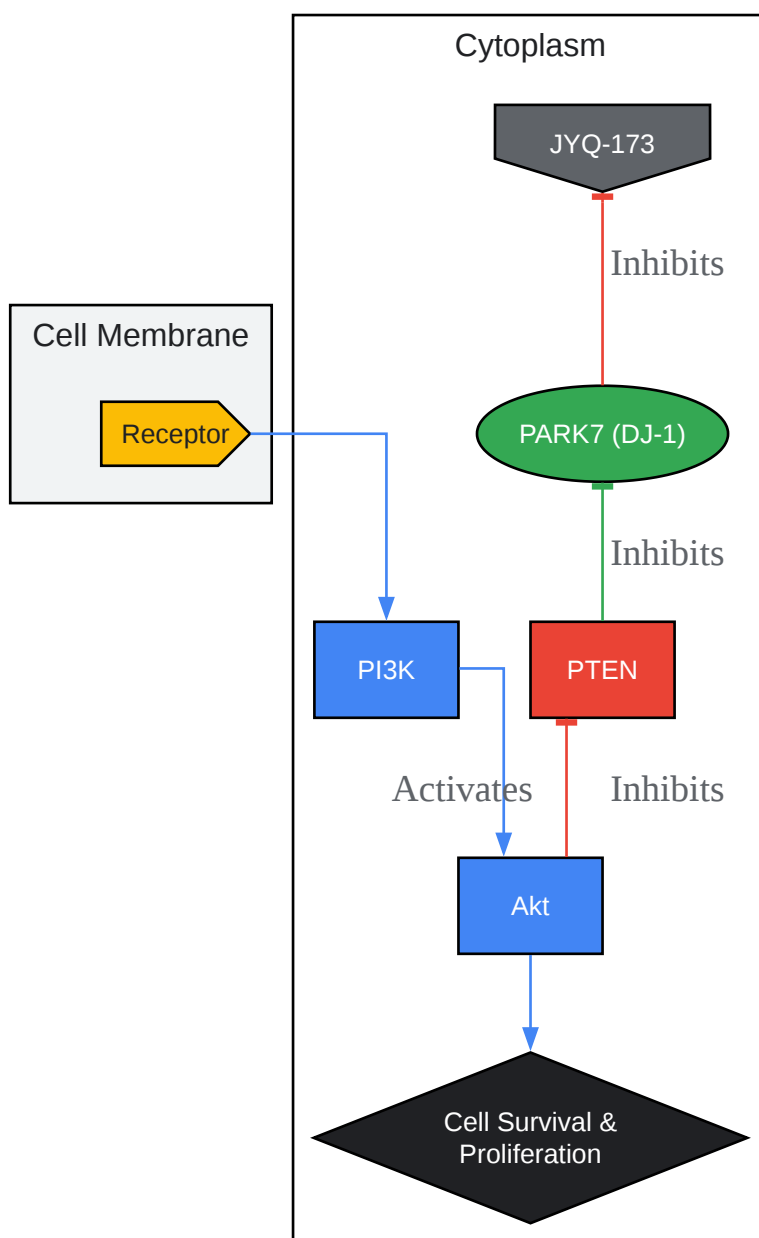 Cytoplasm
JYQ-173
Inhibits
Cell Membrane
Receptor
PARK7 (DJ-1)
Inhibits
PI3K
PTEN
Activates
Inhibits
Akt
Cell Survival &
Proliferation